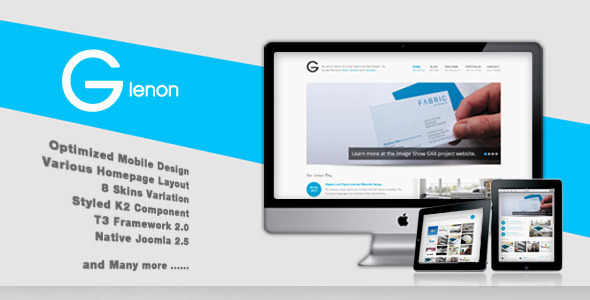 G lenon
Optimized Mobile Design
Various Homepage Layout
8 Skins Variation
Styled K2 Component
T3 Framework 2.0
Native Joomla 2.5
and Many more ......
G
HOME BLOG FEATURES PORTFOLIO CONTACT
FABRIC
Learn more at the Image Show GK4 project website.
Our Latest Blog